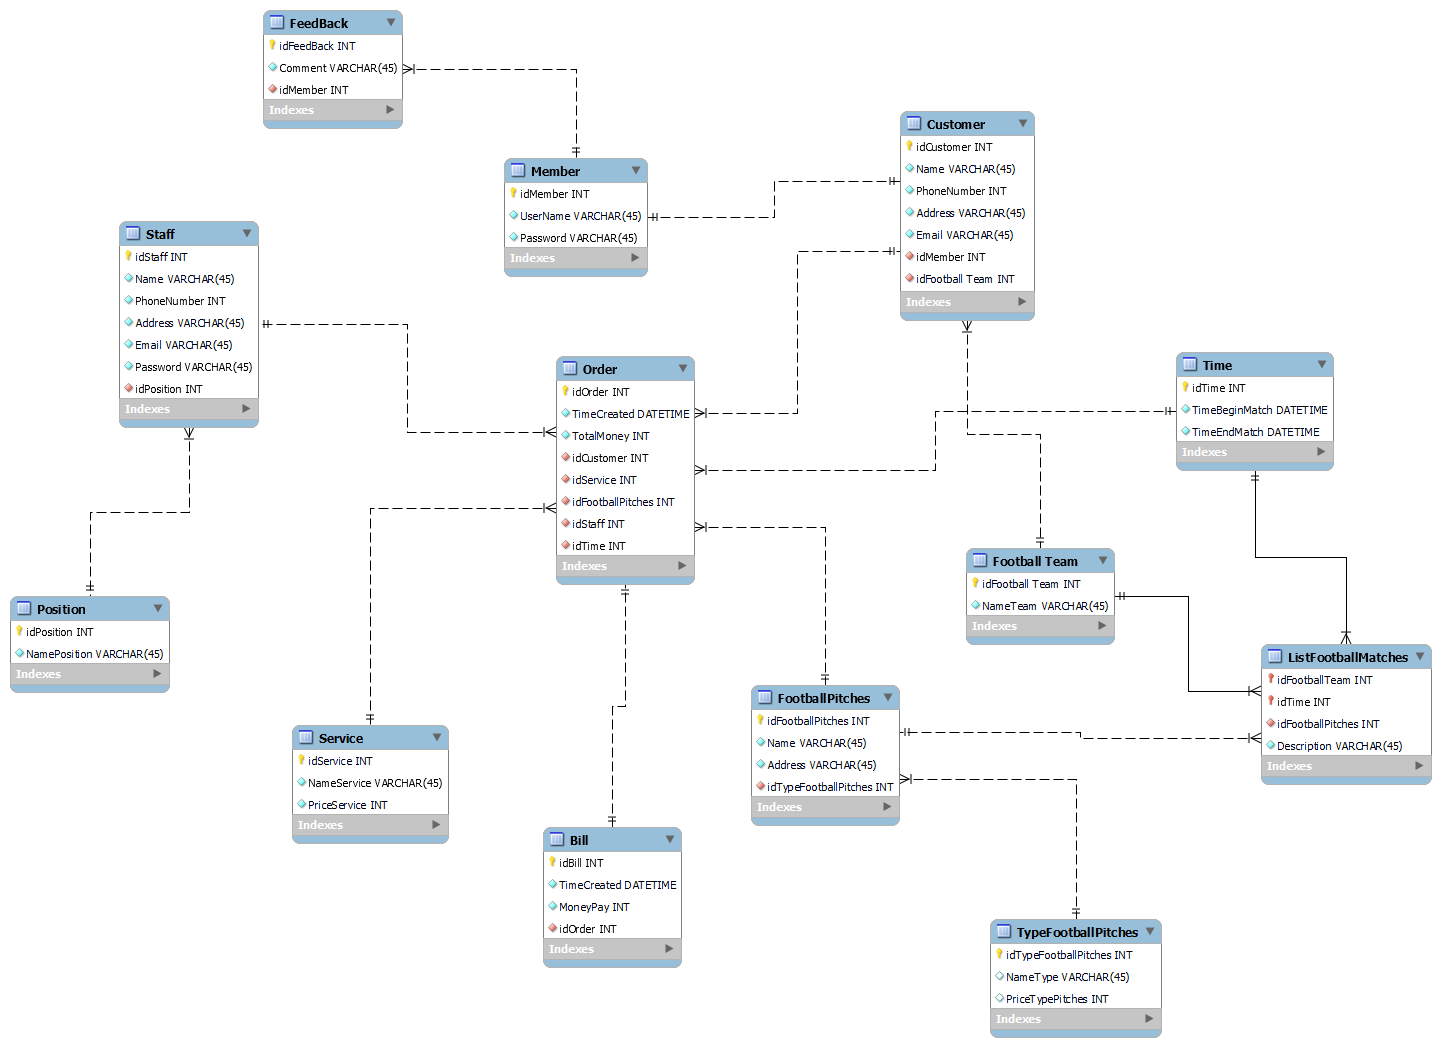 FeedBack
idFeedBack INT
Comment VARCHAR(45)
idMember INT
Indexes
Member
idMember INT
UserName VARCHAR(45)
Password VARCHAR(45)
Indexes
Customer
idCustomer INT
Name VARCHAR(45)
PhoneNumber INT
Address VARCHAR(45)
Email VARCHAR(45)
idMember INT
idFootball Team INT
Indexes
Staff
idStaff INT
Name VARCHAR(45)
PhoneNumber INT
Address VARCHAR(45)
Email VARCHAR(45)
Password VARCHAR(45)
idPosition INT
Indexes
Order
idOrder INT
TimeCreated DATETIME
TotalMoney INT
idCustomer INT
idService INT
idFootballPitches INT
idStaff INT
idTime INT
Indexes
Time
idTime INT
TimeBeginMatch DATETIME
TimeEndMatch DATETIME
Indexes
Football Team
idFootball Team INT
NameTeam VARCHAR(45)
Indexes
Position
idPosition INT
NamePosition VARCHAR(45)
Indexes
ListFootballMatches
idFootballTeam INT
idTime INT
idFootballPitches INT
Description VARCHAR(45)
Indexes
FootballPitches
idFootballPitches INT
Name VARCHAR(45)
Address VARCHAR(45)
idTypeFootballPitches INT
Indexes
Service
idService INT
NameService VARCHAR(45)
PriceService INT
Indexes
Bill
idBill INT
TimeCreated DATETIME
MoneyPay INT
idOrder INT
Indexes
TypeFootballPitches
idTypeFootballPitches INT
NameType VARCHAR(45)
PriceTypePitches INT
Indexes